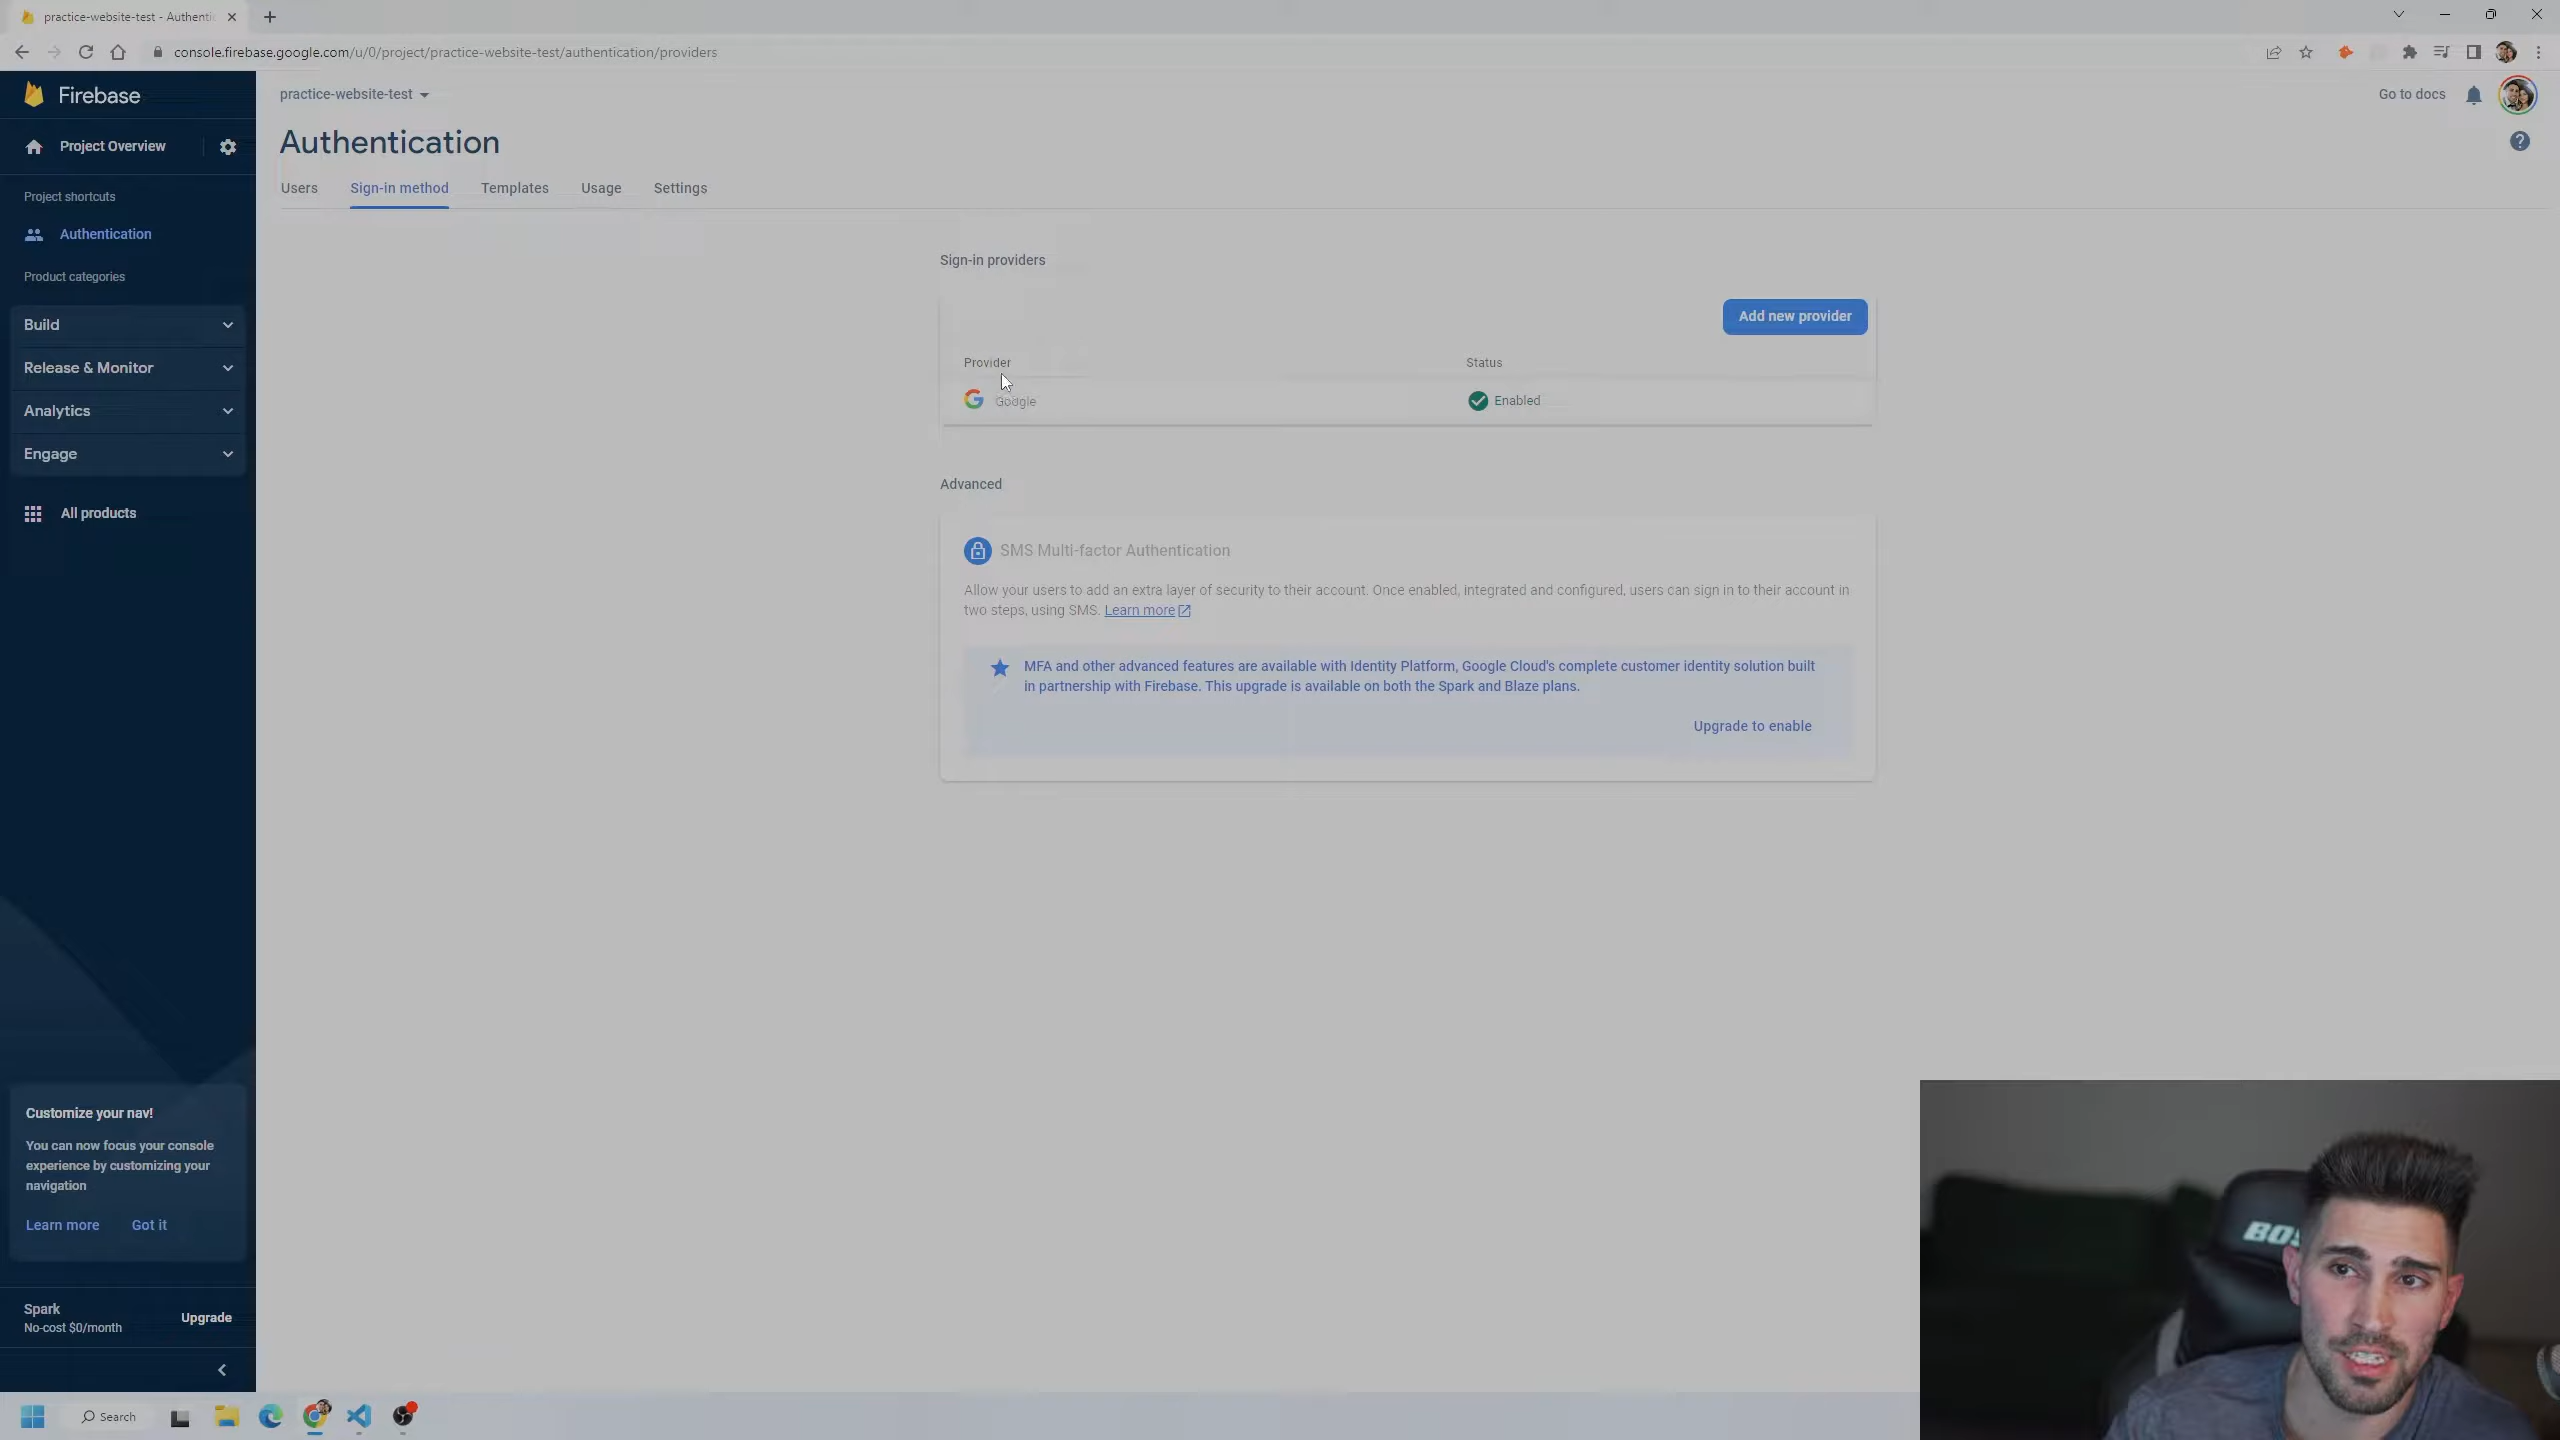 practice-website-test - Authenti
console.firebase.google.com/u/0/project/practice-website-test/authentication/providers
Firebase
Project Overview
Project shortcuts
Authentication
Product categories
Build
Release & Monitor
Analytics
Engage
All products
Customize your nav!
You can now focus your console
experience by customizing your
navigation
Learn more Got it
Spark
No-cost $0/month
Upgrade
practice-website-test
Go to docs
Authentication
Users Sign-in method Templates Usage Settings
Sign-in providers
Add new provider
Provider Status
Google Enabled
Advanced
SMS Multi-factor Authentication
Allow your users to add an extra layer of security to their account. Once enabled, integrated and configured, users can sign in to their account in
two steps, using SMS. Learn more
MFA and other advanced features are available with Identity Platform, Google Cloud's complete customer identity solution built
in partnership with Firebase. This upgrade is available on both the Spark and Blaze plans.
Upgrade to enable
Search